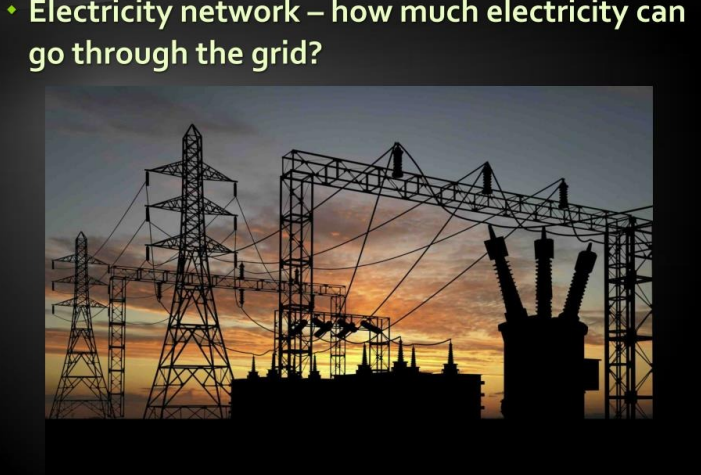 Electricity network – how much electricity can
go through the grid?